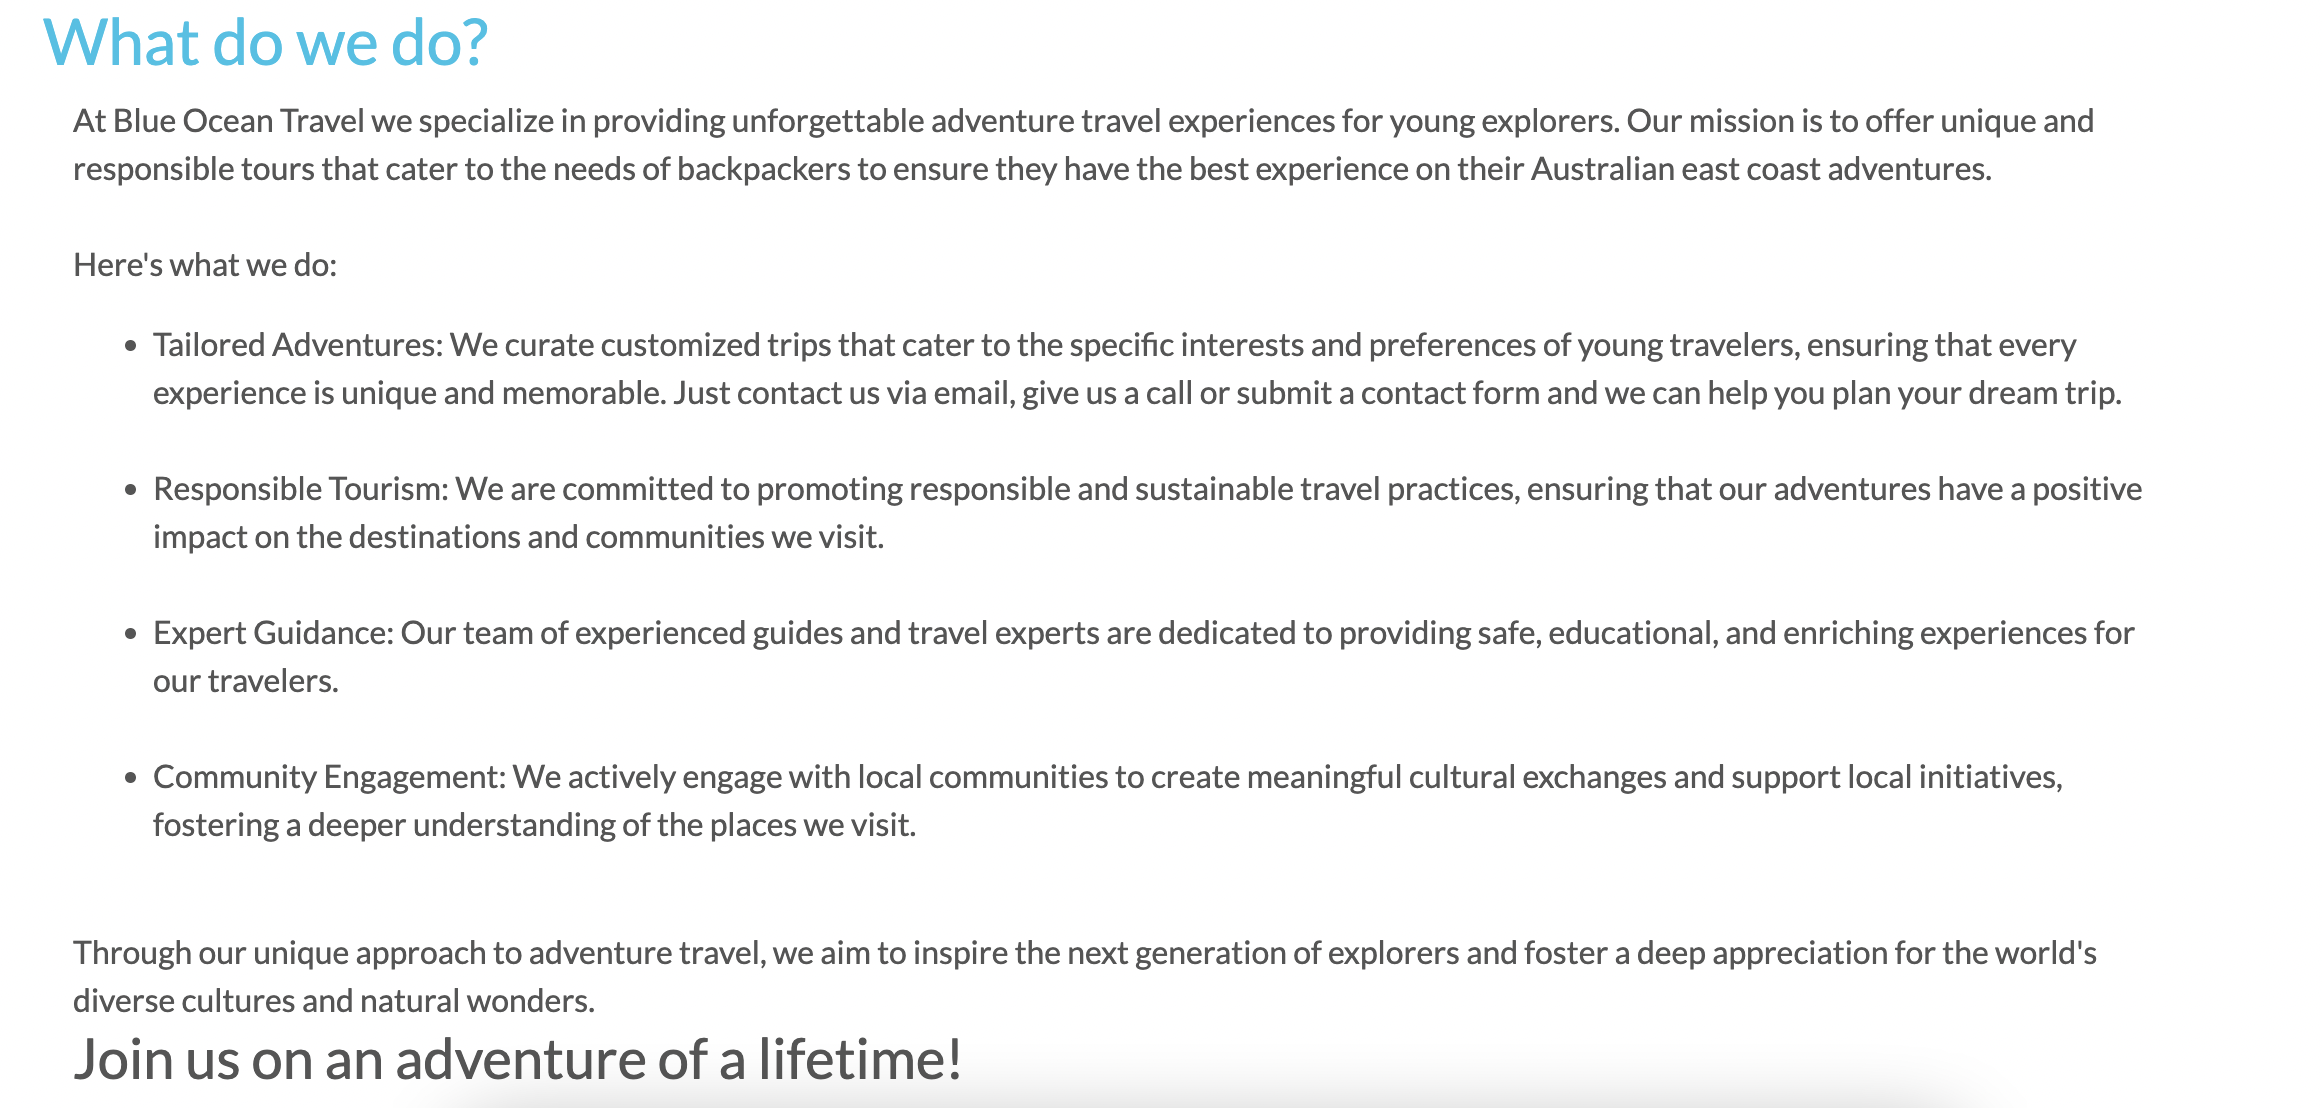 What do we do?
At Blue Ocean Travel we specialize in providing unforgettable adventure travel experiences for young explorers. Our mission is to offer unique and
responsible tours that cater to the needs of backpackers to ensure they have the best experience on their Australian east coast adventures.
Here's what we do:
• Tailored Adventures: We curate customized trips that cater to the specific interests and preferences of young travelers, ensuring that every
experience is unique and memorable. Just contact us via email, give us a call or submit a contact form and we can help you plan your dream trip.
• Responsible Tourism: We are committed to promoting responsible and sustainable travel practices, ensuring that our adventures have a positive
impact on the destinations and communities we visit.
• Expert Guidance: Our team of experienced guides and travel experts are dedicated to providing safe, educational, and enriching experiences for
our travelers.
• Community Engagement: We actively engage with local communities to create meaningful cultural exchanges and support local initiatives,
fostering a deeper understanding of the places we visit.
Through our unique approach to adventure travel, we aim to inspire the next generation of explorers and foster a deep appreciation for the world's
diverse cultures and natural wonders.
Join us on an adventure of a lifetime!